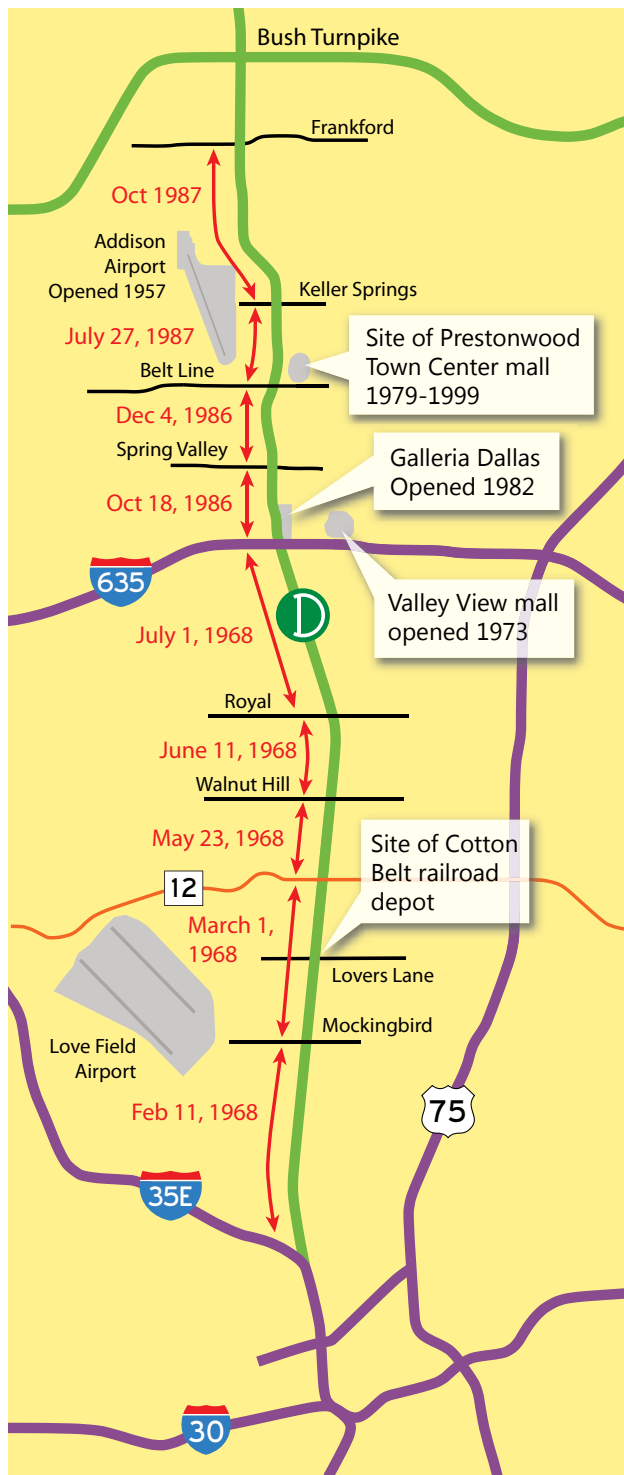 Bush Turnpike
Frankford
Oct 1987
Addison
Airport
Opened 1957
Keller Springs
July 27, 1987
Site of Prestonwood
Town Center mall
1979-1999
Belt Line
Dec 4, 1986
Spring Valley
Galleria Dallas
Opened 1982
Oct 18, 1986
635
Valley View mall
opened 1973
D
July 1, 1968
Royal
June 11, 1968
Walnut Hill
May 23, 1968
Site of Cotton
Belt railroad
depot
12
March 1,
1968
Lovers Lane
Mockingbird
Love Field
Airport
Feb 11, 1968
75
35E
30